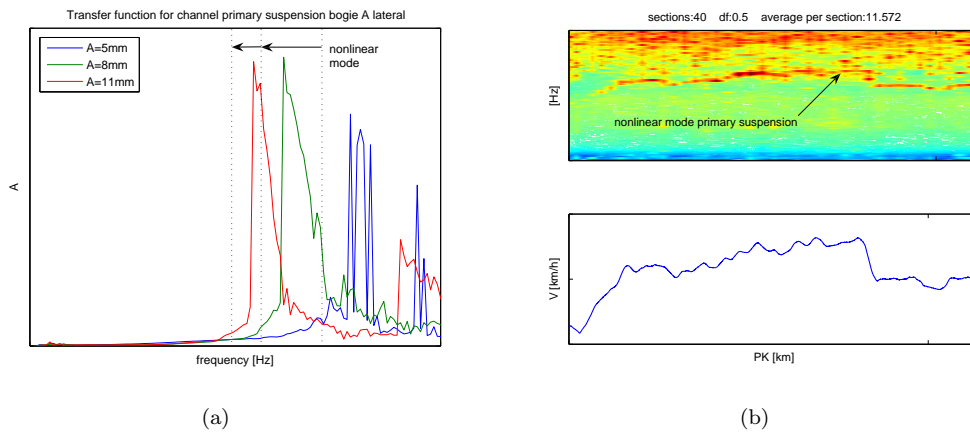 Transfer function for channel primary suspension bogie A lateral
A=5mm
A=8mm
A=11mm
nonlinear
mode
A
frequency [Hz]
(a)
sections:40 df:0.5 average per section:11.572
[Hz]
nonlinear mode primary suspension
V [km/h]
PK [km]
(b)